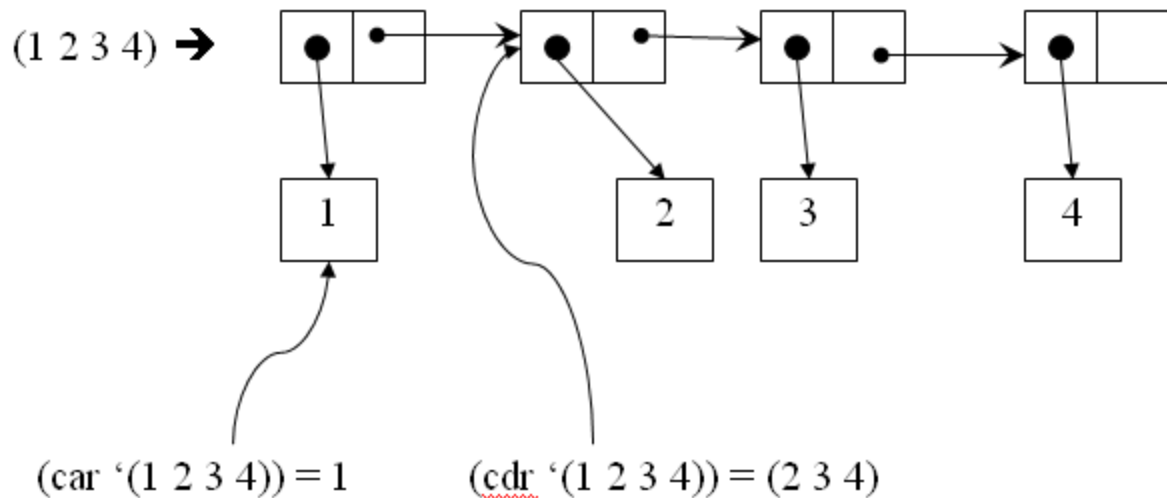 (1 2 3 4) ➔
1
2
3
4
(car ‘(1 2 3 4)) = 1
(cdr ‘(1 2 3 4)) = (2 3 4)